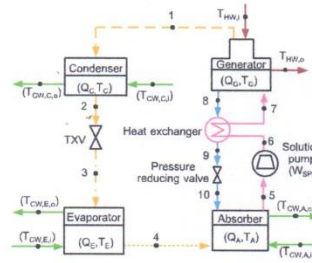 1
T_HW,i
Condenser
(Q_C,T_C)
Generator
(Q_G, T_G)
T_HW,o
(T_CW,C,o)
(T_CW,C,i)
2
8
7
TXV
Heat exchanger
9
6
Solution
pump
(W_SP
3
Pressure
reducing valve
10
5
(T_CW,E,o)
Evaporator
(Q_E,T_E)
4
Absorber
(Q_A,T_A)
(T_CW,A,o
(T_CW,E,i)
(T_CW,A,i